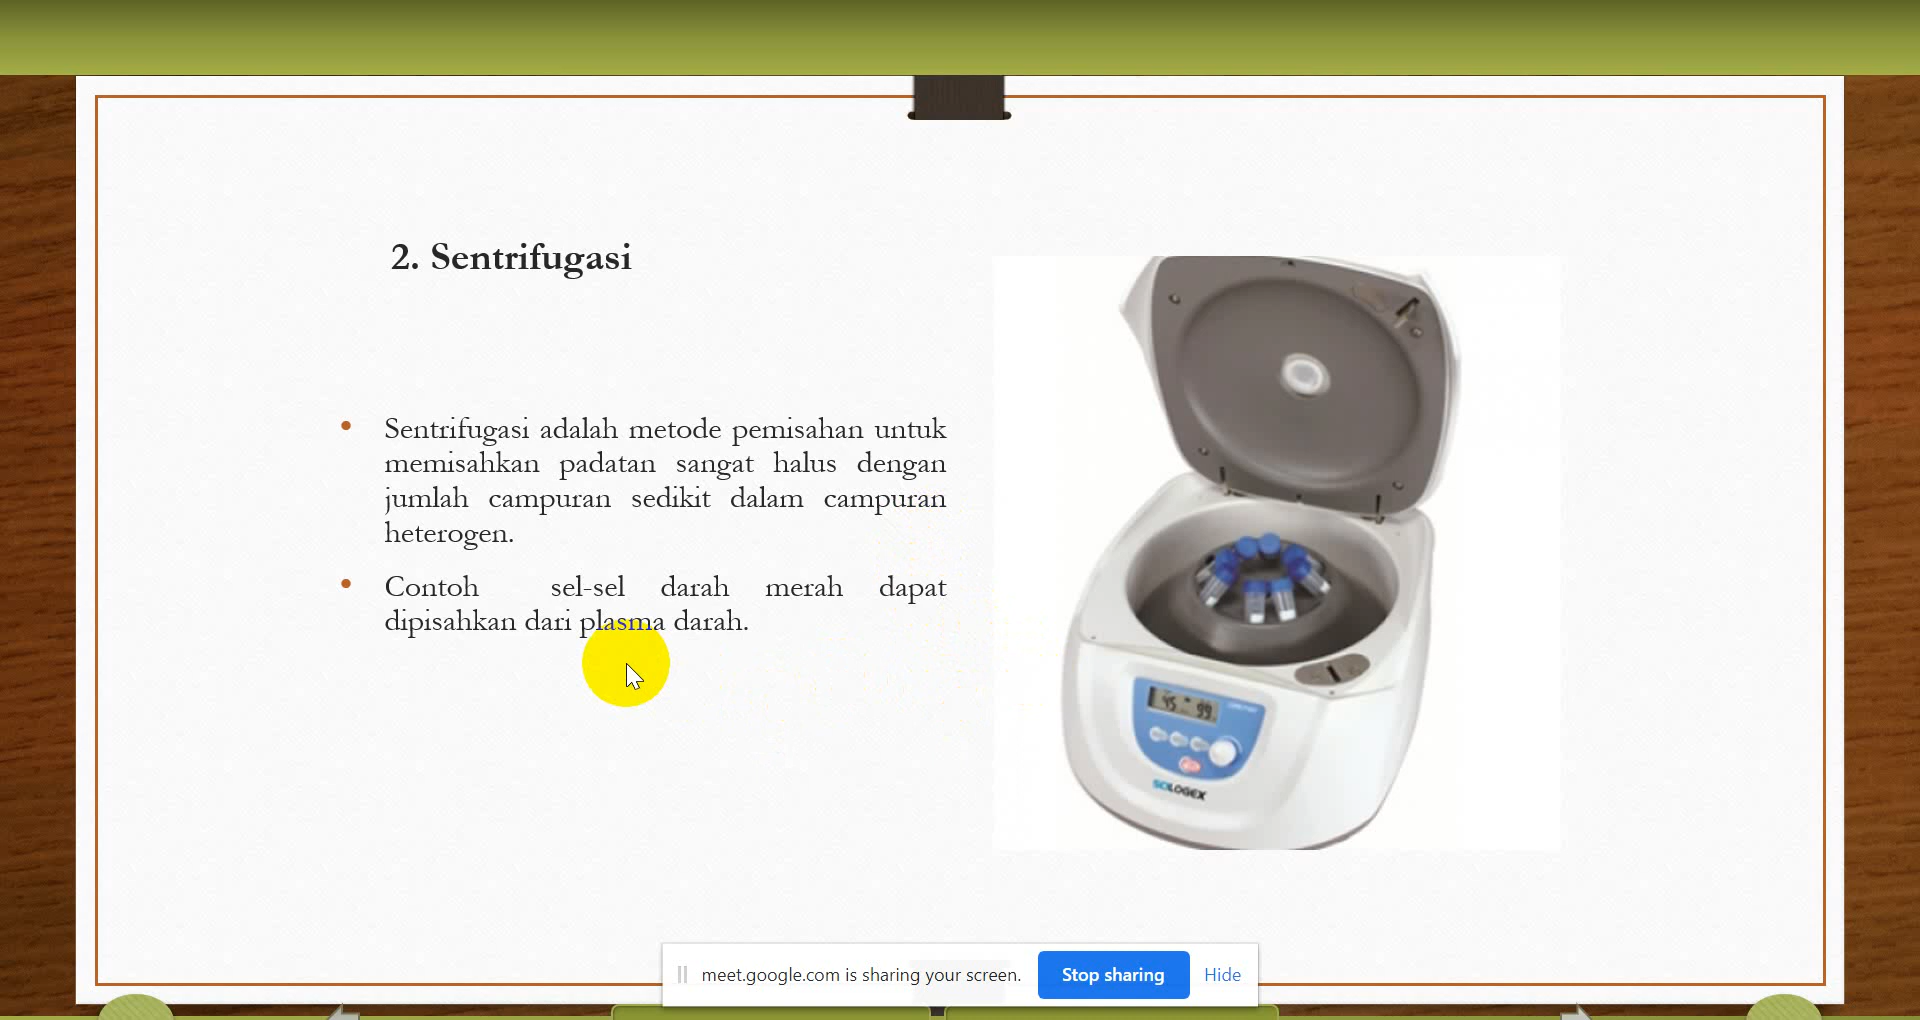 2. Sentrifugasi
Sentrifugasi adalah metode pemisahan untuk
memisahkan padatan sangat halus dengan
jumlah campuran sedikit dalam campuran
heterogen.
Contoh sel-sel darah merah dapat
dipisahkan dari plasma darah.
45 99
SCILOGEX
meet.google.com is sharing your screen.
Stop sharing
Hide